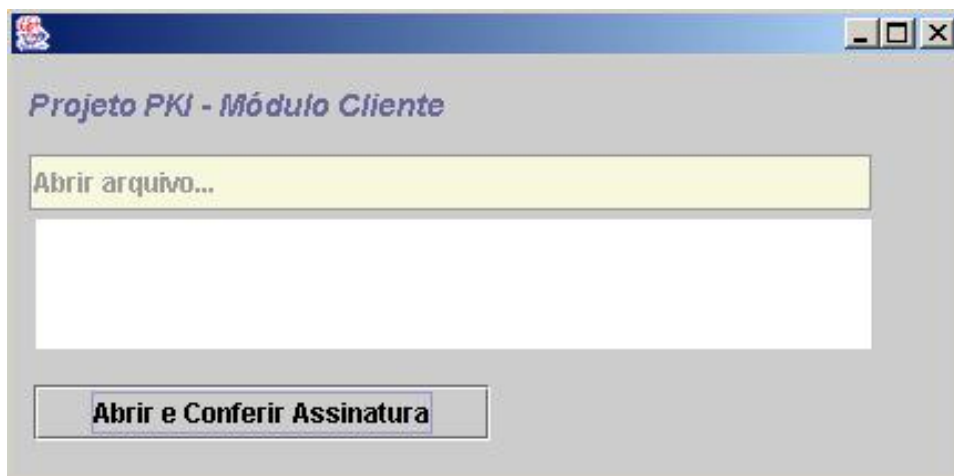 Projeto PKI - Módulo Cliente
Abrir arquivo...
Abrir e Conferir Assinatura